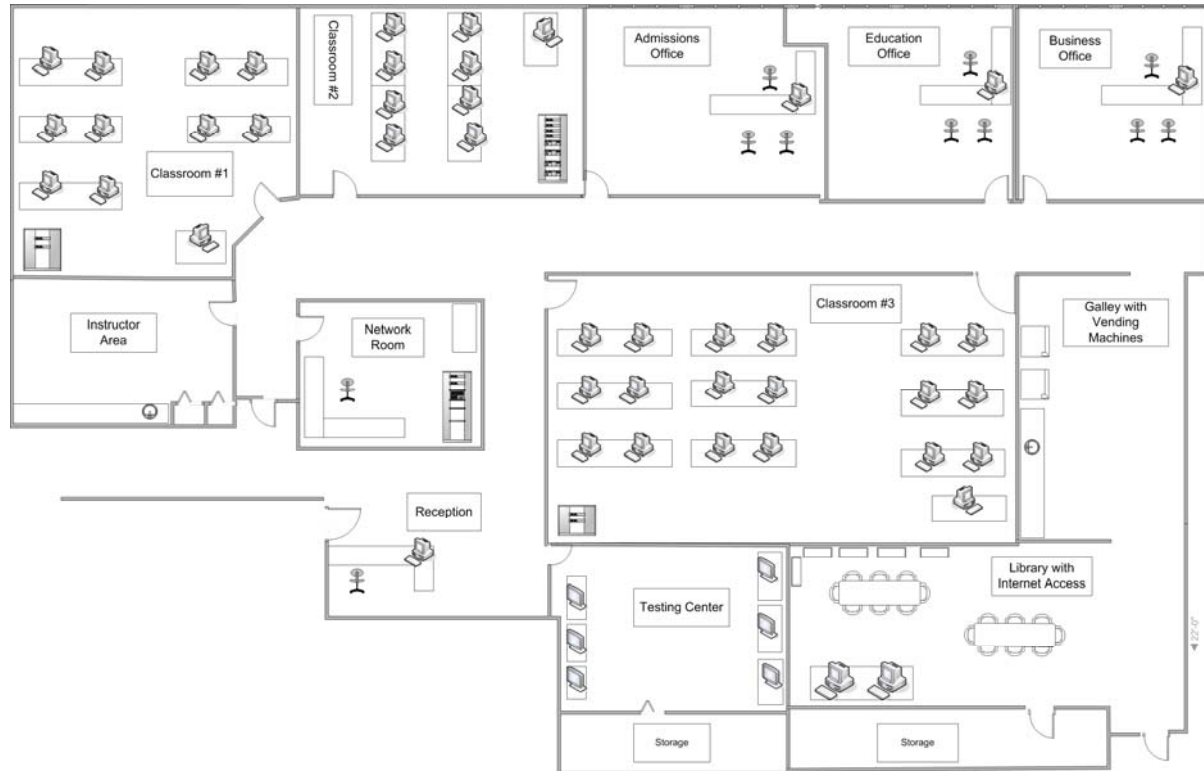 Classroom #1
Classroom #2
Admissions
Office
Education
Office
Business
Office
Instructor
Area
Network
Room
Classroom #3
Galley with
Vending
Machines
Reception
Testing Center
Library with
Internet Access
22'-0"
Storage
Storage